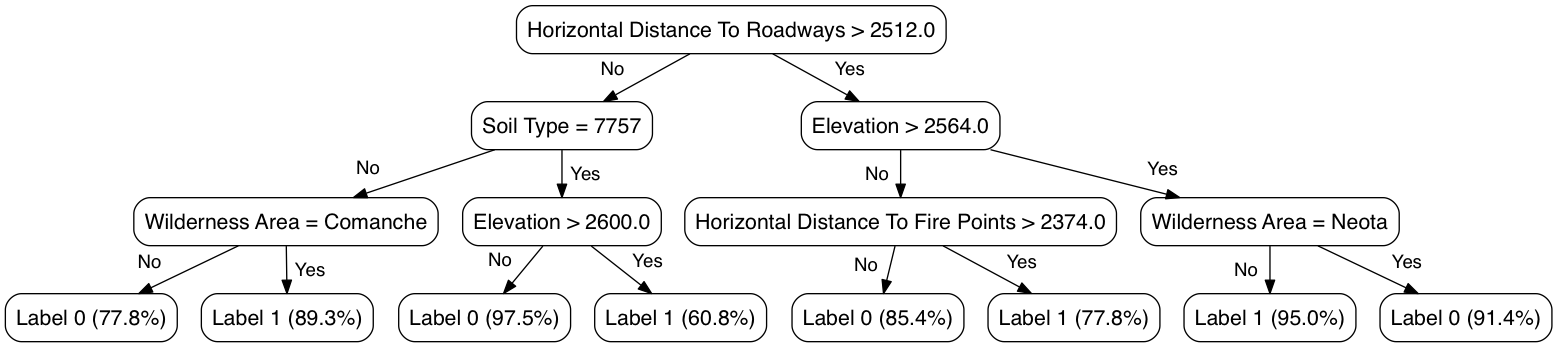 Horizontal Distance To Roadways > 2512.0
No
Yes
Soil Type = 7757
Elevation > 2564.0
No
Yes
No
Yes
Wilderness Area = Comanche
Elevation > 2600.0
Horizontal Distance To Fire Points > 2374.0
Wilderness Area = Neota
No
Yes
No
Yes
No
Yes
No
Yes
Label 0 (77.8%)
Label 1 (89.3%)
Label 0 (97.5%)
Label 1 (60.8%)
Label 0 (85.4%)
Label 1 (77.8%)
Label 1 (95.0%)
Label 0 (91.4%)